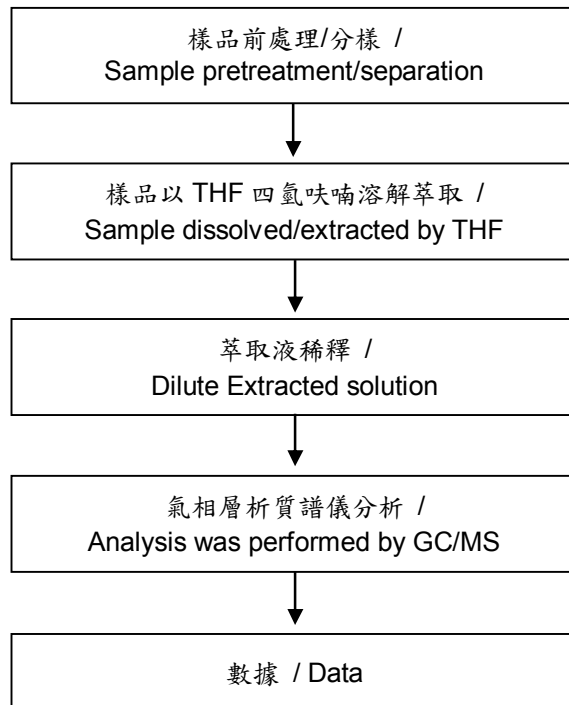 樣品前處理/分樣 /
Sample pretreatment/separation
樣品以 THF 四氫呋喃溶解萃取 /
Sample dissolved/extracted by THF
萃取液稀釋 /
Dilute Extracted solution
氣相層析質譜儀分析 /
Analysis was performed by GC/MS
數據 / Data